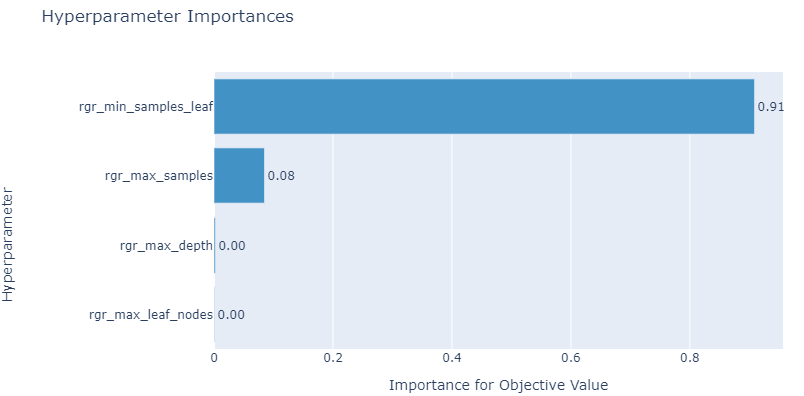 Hyperparameter Importances
Hyperparameter
rgr_min_samples_leaf 0.91
rgr_max_samples 0.08
rgr_max_depth 0.00
rgr_max_leaf_nodes 0.00
0 0.2 0.4 0.6 0.8
Importance for Objective Value